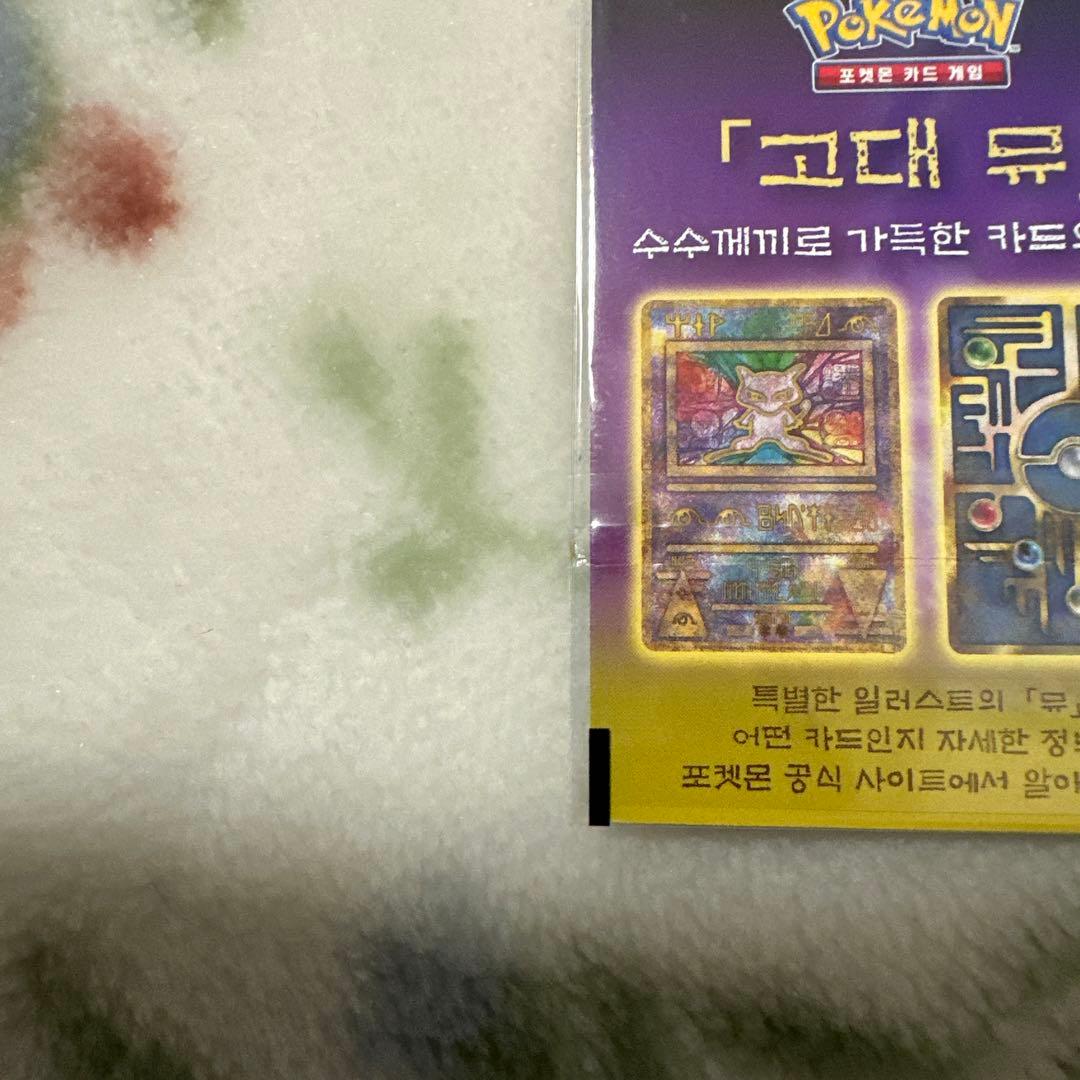 POKéMON
포켓몬 카드 게임
「고대 뮤」
수수께끼로 가득한 카드의
특별한 일러스트의 「뮤」
어떤 카드인지 자세한 정보
포켓몬 공식 사이트에서 알아